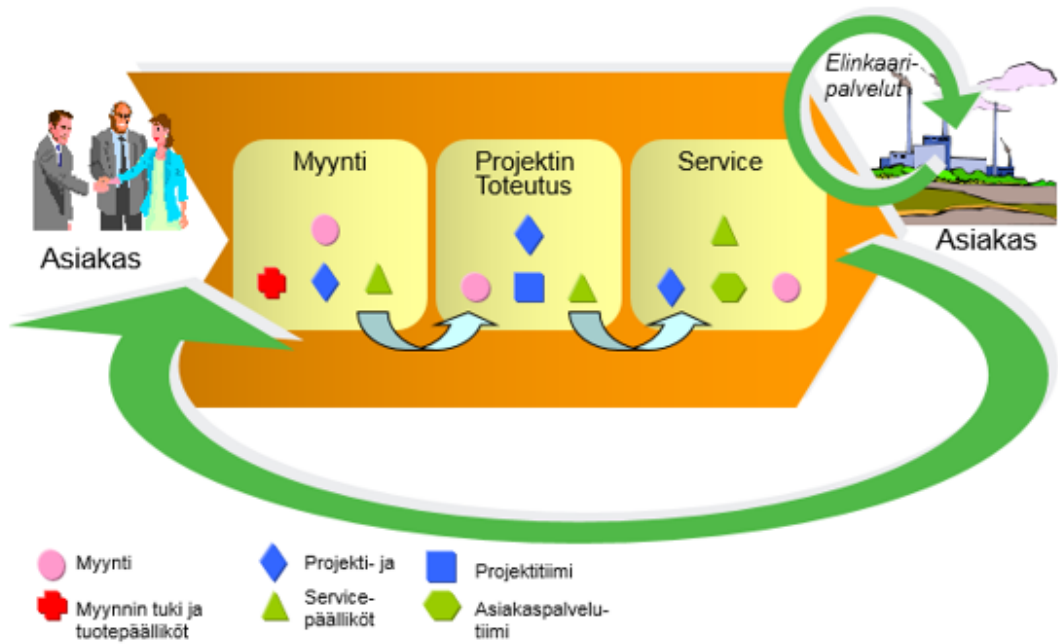 Elinkaari-
palvelut
Myynti
Projektin
Toteutus
Service
Asiakas
Asiakas
Myynti
Projekti- ja
Service-
päälliköt
Projektitiimi
Myynnin tuki ja
tuotepäälliköt
Asiakaspalvelu-
tiimi